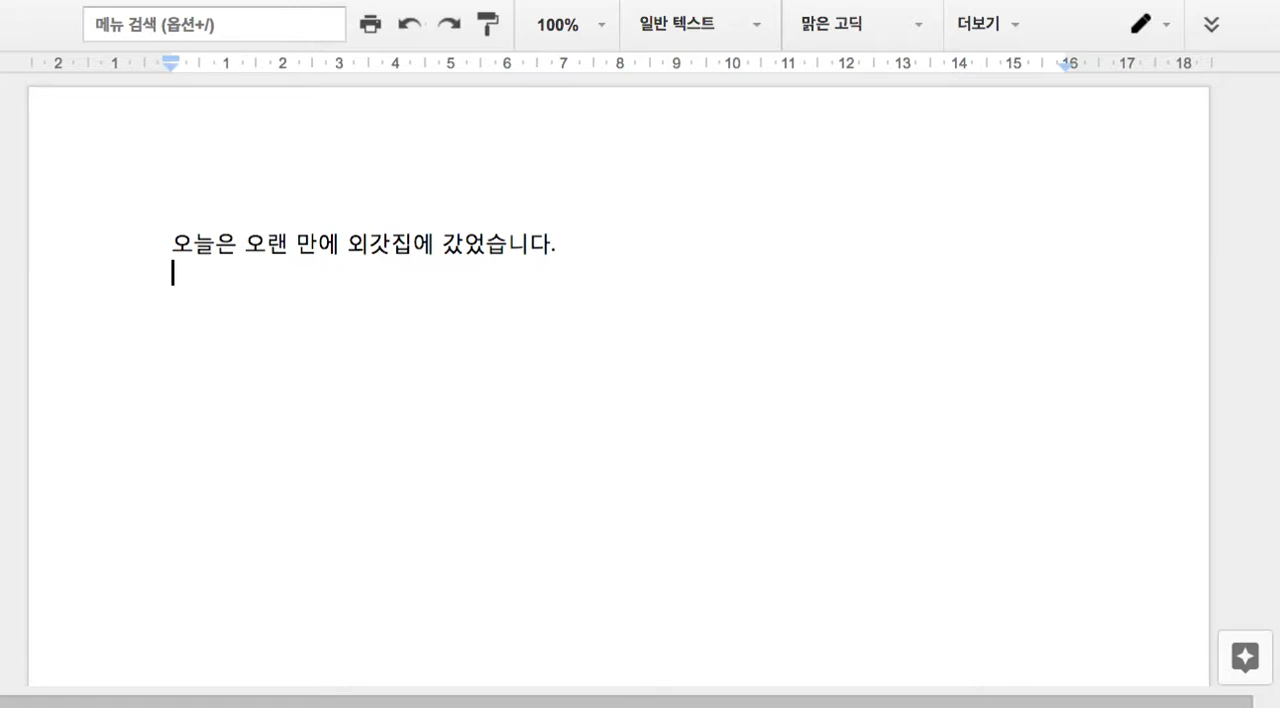 메뉴 검색 (옵션+/) 100% 일반 텍스트 맑은 고딕 더보기
2 1 1 2 3 4 5 6 7 8 9 10 11 12 13 14 15 16 17 18
오늘은 오랜 만에 외갓집에 갔었습니다.